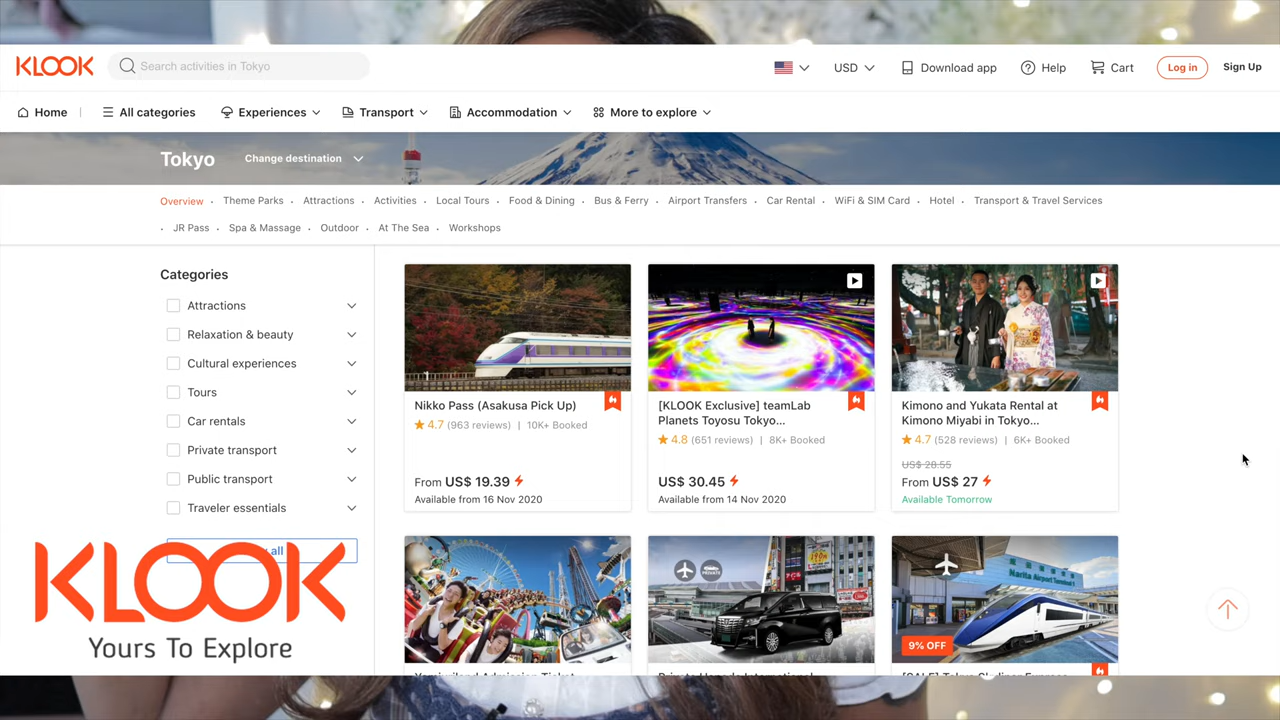 KLOOK
Search activities in Tokyo
USD
Download app
Help
Cart
Log in
Sign Up
Home
All categories
Experiences
Transport
Accommodation
More to explore
Tokyo
Change destination
Overview · Theme Parks · Attractions · Activities · Local Tours · Food & Dining · Bus & Ferry · Airport Transfers · Car Rental · WiFi & SIM Card · Hotel · Transport & Travel Services
· JR Pass · Spa & Massage · Outdoor · At The Sea · Workshops
Categories
Attractions
Relaxation & beauty
Cultural experiences
Tours
Car rentals
Private transport
Public transport
Traveler essentials
all
KLOOK
Yours To Explore
Nikko Pass (Asakusa Pick Up)
4.7 (963 reviews) | 10K+ Booked
From US$ 19.39
Available from 16 Nov 2020
[KLOOK Exclusive] teamLab
Planets Toyosu Tokyo...
4.8 (651 reviews) | 8K+ Booked
US$ 30.45
Available from 14 Nov 2020
Kimono and Yukata Rental at
Kimono Miyabi in Tokyo...
4.7 (528 reviews) | 6K+ Booked
US$ 28.55
From US$ 27
Available Tomorrow
PRIVATE
Narita Airport Terminal
9% OFF